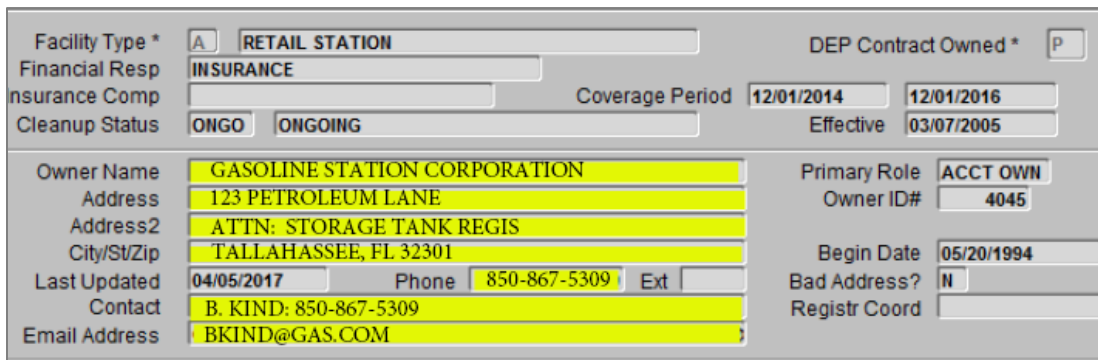 Facility Type * A RETAIL STATION DEP Contract Owned * P
Financial Resp INSURANCE
nsurance Comp Coverage Period 12/01/2014 12/01/2016
Cleanup Status ONGO ONGOING Effective 03/07/2005
Owner Name GASOLINE STATION CORPORATION Primary Role ACCT OWN
Address 123 PETROLEUM LANE Owner ID# 4045
Address2 ATTN: STORAGE TANK REGIS
City/St/Zip TALLAHASSEE, FL 32301 Begin Date 05/20/1994
Last Updated 04/05/2017 Phone 850-867-5309 Ext Bad Address? N
Contact B. KIND: 850-867-5309 Registr Coord
Email Address BKIND@GAS.COM